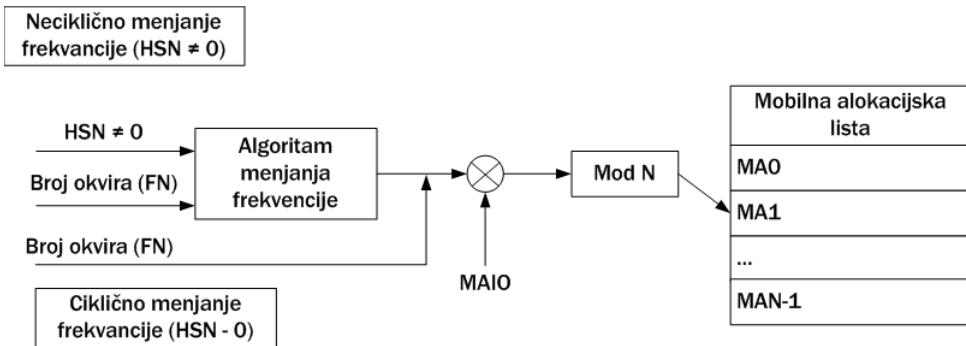 Neciklično menjanje
frekvancije (HSN ≠ 0)
HSN ≠ 0
Broj okvira (FN)
Algoritam
menjanja
frekvencije
Broj okvira (FN)
MAIO
Mod N
Mobilna alokacijska
lista
MA0
MA1
...
MAN-1
Ciklično menjanje
frekvancije (HSN - 0)